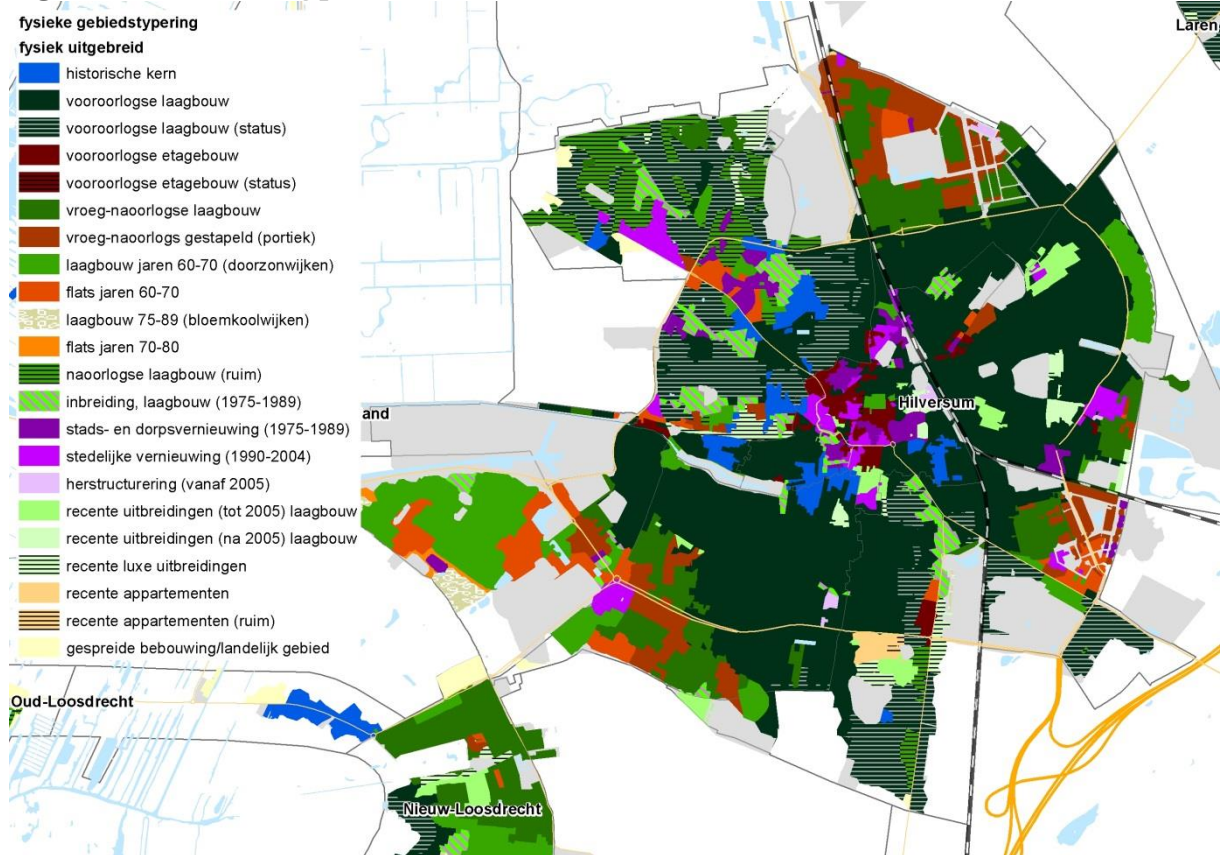 fysieke gebiedstypering
fysiek uitgebreid
historische kern
vooroorlogse laagbouw
vooroorlogse laagbouw (status)
vooroorlogse etagebouw
vooroorlogse etagebouw (status)
vroeg-naoorlogse laagbouw
vroeg-naoorlogs gestapeld (portiek)
laagbouw jaren 60-70 (doorzonwijken)
flats jaren 60-70
laagbouw 75-89 (bloemkoolwijken)
flats jaren 70-80
naoorlogse laagbouw (ruim)
inbreiding, laagbouw (1975-1989)
stads- en dorpsvernieuwing (1975-1989)
stedelijke vernieuwing (1990-2004)
herstructurering (vanaf 2005)
recente uitbreidingen (tot 2005) laagbouw
recente uitbreidingen (na 2005) laagbouw
recente luxe uitbreidingen
recente appartementen
recente appartementen (ruim)
gespreide bebouwing/landelijk gebied
Laren
and
Hilversum
Oud-Loosdrecht
Nieuw-Loosdrecht